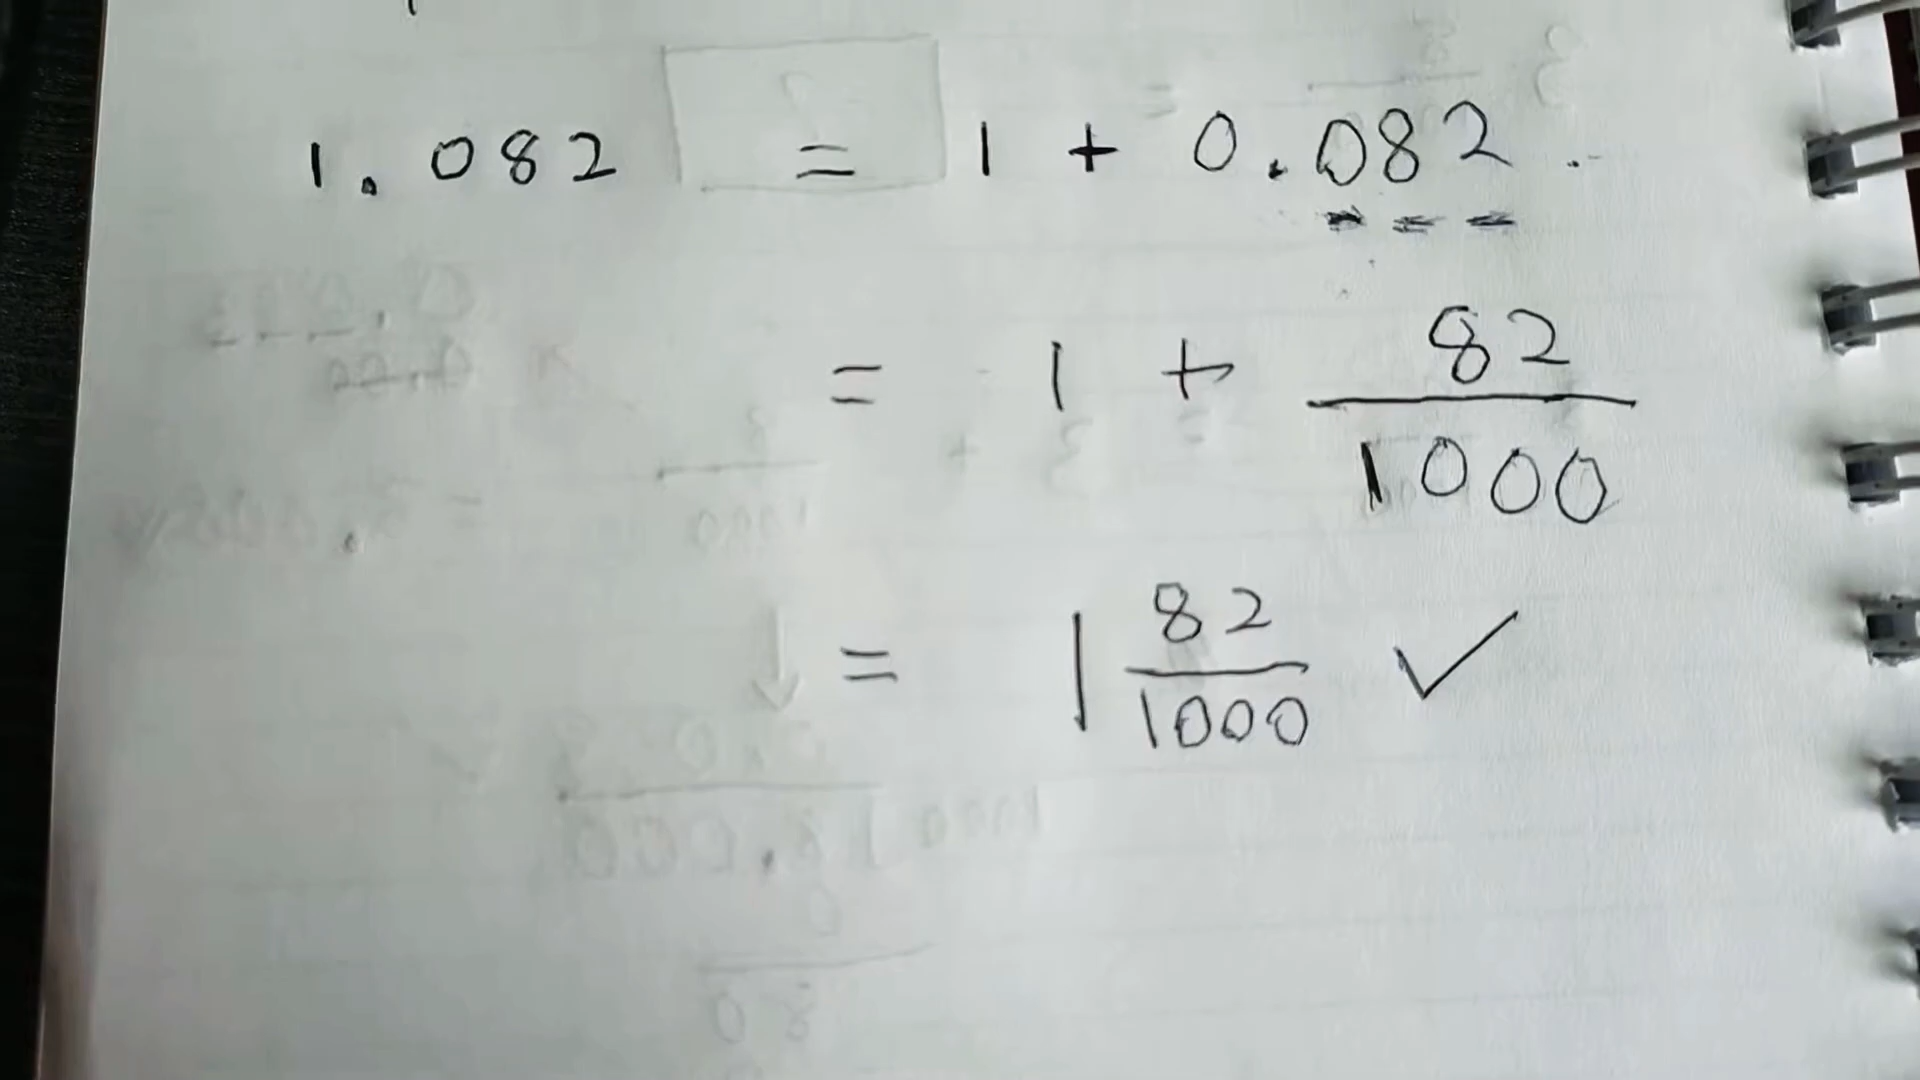 1.082 = 1 + 0.082
= 1 + 82/1000
= 1 82/1000 ✓